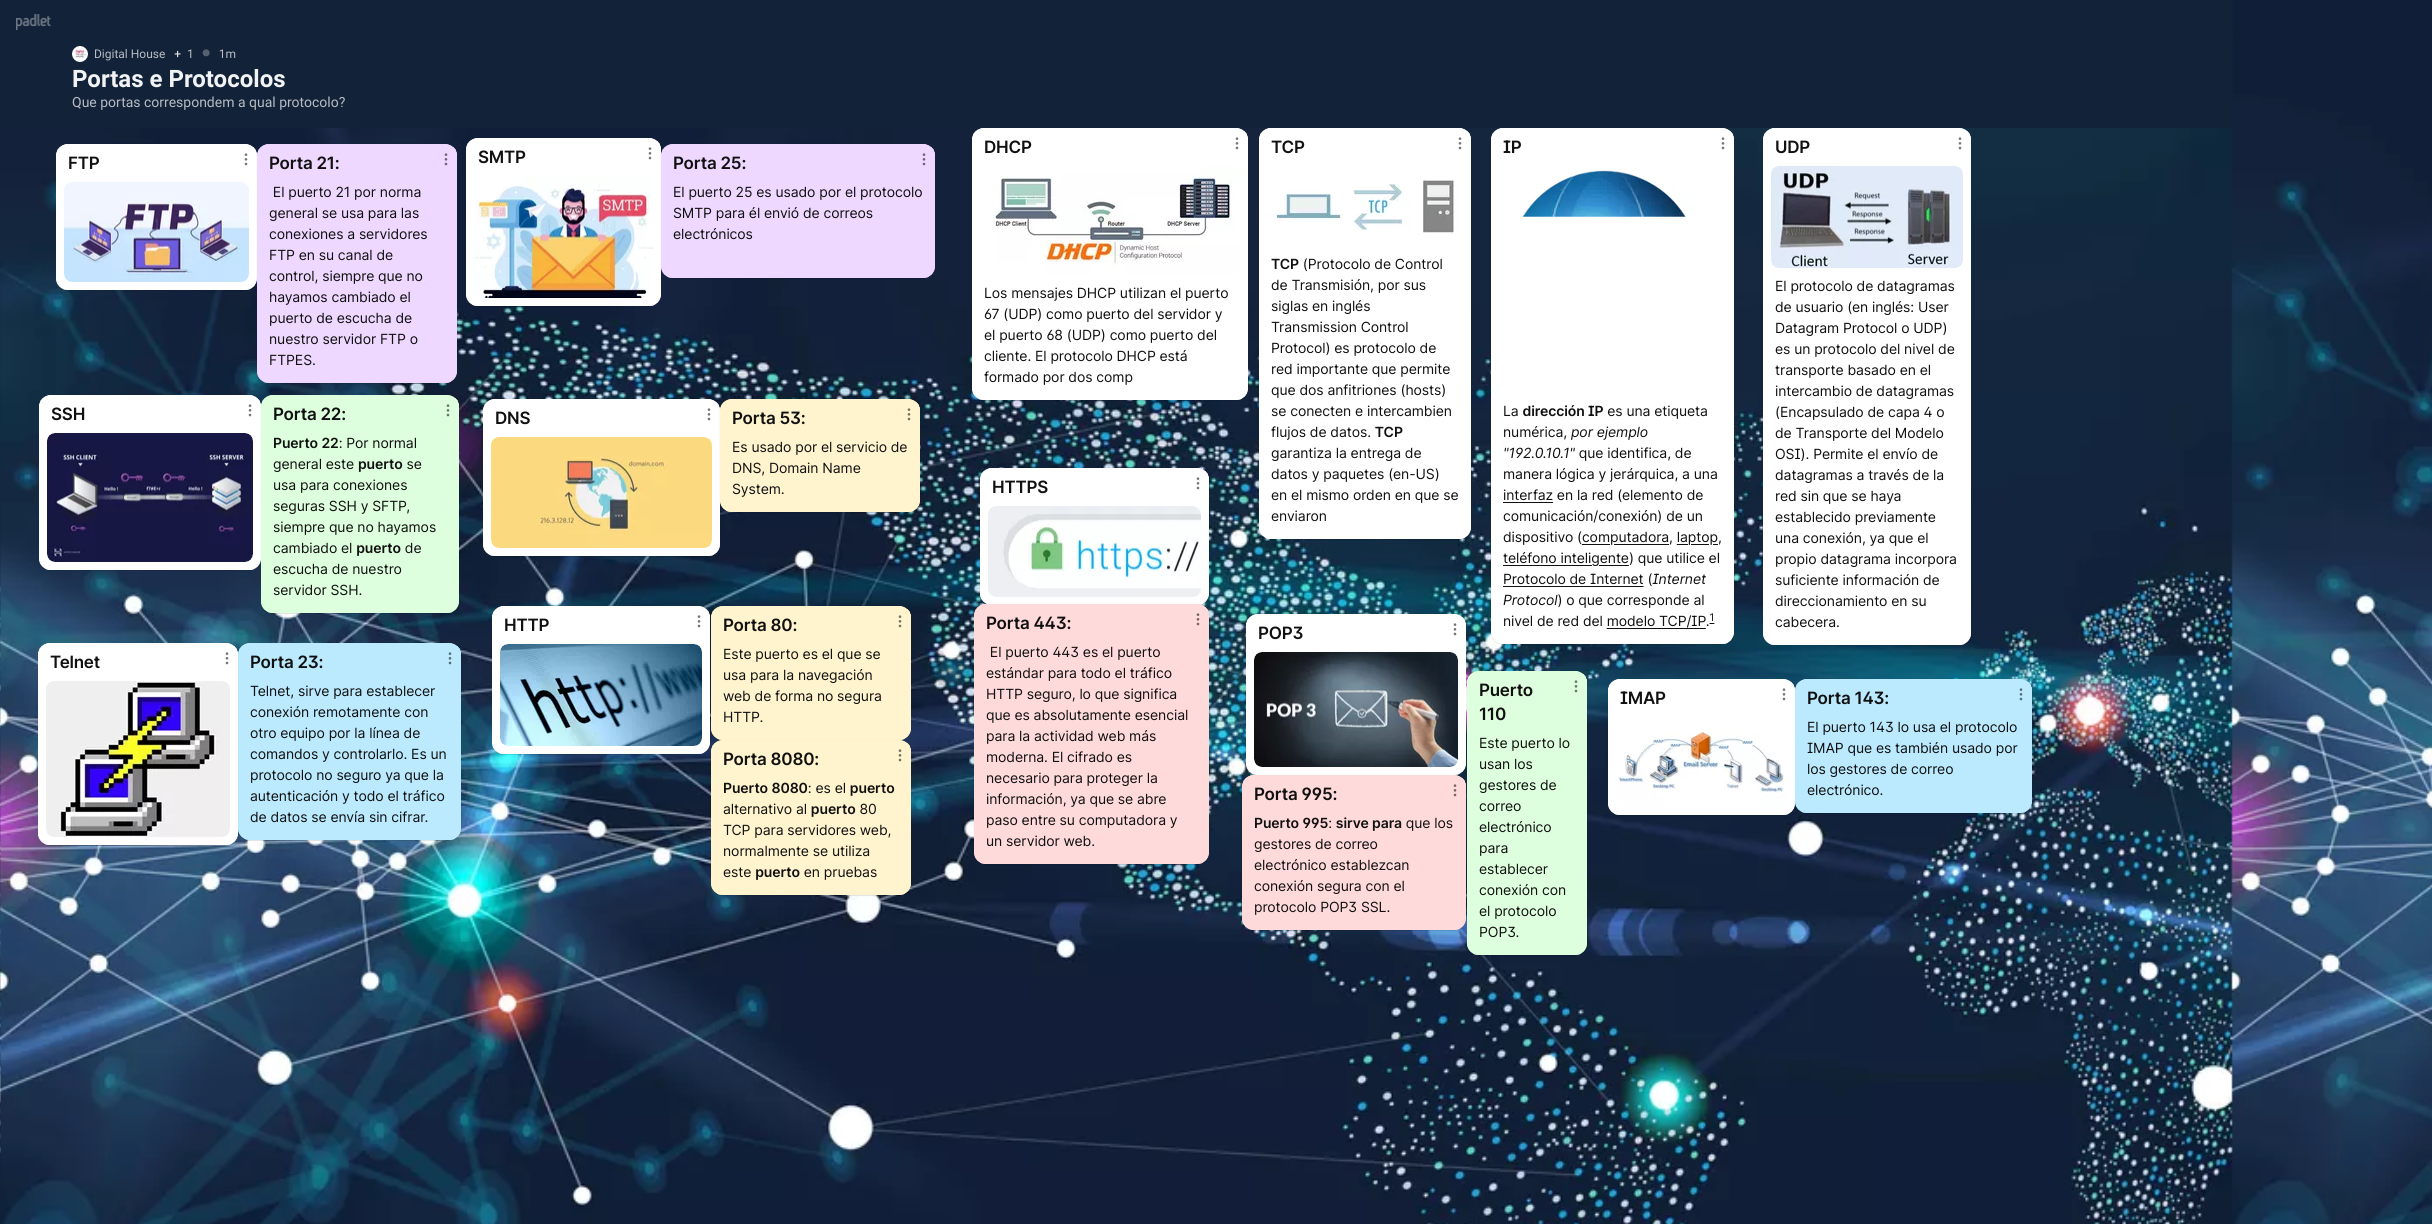 padlet
Digital House + 1 1m
Portas e Protocolos
Que portas correspondem a qual protocolo?
FTP
FTP
Porta 21:
El puerto 21 por norma
general se usa para las
conexiones a servidores
FTP en su canal de
control, siempre que no
hayamos cambiado el
puerto de escucha de
nuestro servidor FTP o
FTPES.
SMTP
SMTP
Porta 25:
El puerto 25 es usado por el protocolo
SMTP para él envió de correos
electrónicos
SSH
SSH CLIENT
SSH SERVER
Hello !
Hello !
Porta 22:
Puerto 22: Por normal
general este puerto se
usa para conexiones
seguras SSH y SFTP,
siempre que no hayamos
cambiado el puerto de
escucha de nuestro
servidor SSH.
DNS
domain.com
216.3.128.12
Porta 53:
Es usado por el servicio de
DNS, Domain Name
System.
Telnet
Porta 23:
Telnet, sirve para establecer
conexión remotamente con
otro equipo por la línea de
comandos y controlarlo. Es un
protocolo no seguro ya que la
autenticación y todo el tráfico
de datos se envía sin cifrar.
HTTP
http://www
Porta 80:
Este puerto es el que se
usa para la navegación
web de forma no segura
HTTP.
Porta 8080:
Puerto 8080: es el puerto
alternativo al puerto 80
TCP para servidores web,
normalmente se utiliza
este puerto en pruebas
DHCP
DHCP Client
Router
DHCP Server
DHCP Dynamic Host
Configuration Protocol
Los mensajes DHCP utilizan el puerto
67 (UDP) como puerto del servidor y
el puerto 68 (UDP) como puerto del
cliente. El protocolo DHCP está
formado por dos comp
HTTPS
https://
Porta 443:
El puerto 443 es el puerto
estándar para todo el tráfico
HTTP seguro, lo que significa
que es absolutamente esencial
para la actividad web más
moderna. El cifrado es
necesario para proteger la
información, ya que se abre
paso entre su computadora y
un servidor web.
TCP
TCP
TCP (Protocolo de Control
de Transmisión, por sus
siglas en inglés
Transmission Control
Protocol) es protocolo de
red importante que permite
que dos anfitriones (hosts)
se conecten e intercambien
flujos de datos. TCP
garantiza la entrega de
datos y paquetes (en-US)
en el mismo orden en que se
enviaron
IP
La dirección IP es una etiqueta
numérica, por ejemplo
"192.0.10.1" que identifica, de
manera lógica y jerárquica, a una
interfaz en la red (elemento de
comunicación/conexión) de un
dispositivo (computadora, laptop,
teléfono inteligente) que utilice el
Protocolo de Internet (Internet
Protocol) o que corresponde al
nivel de red del modelo TCP/IP.1
UDP
UDP
Request
Response
Response
Client
Server
El protocolo de datagramas
de usuario (en inglés: User
Datagram Protocol o UDP)
es un protocolo del nivel de
transporte basado en el
intercambio de datagramas
(Encapsulado de capa 4 o
de Transporte del Modelo
OSI). Permite el envío de
datagramas a través de la
red sin que se haya
establecido previamente
una conexión, ya que el
propio datagrama incorpora
suficiente información de
direccionamiento en su
cabecera.
POP3
POP 3
Porta 995:
Puerto 995: sirve para que los
gestores de correo
electrónico establezcan
conexión segura con el
protocolo POP3 SSL.
Puerto
110
Este puerto lo
usan los
gestores de
correo
electrónico
para
establecer
conexión con
el protocolo
POP3.
IMAP
Email Server
Porta 143:
El puerto 143 lo usa el protocolo
IMAP que es también usado por
los gestores de correo
electrónico.